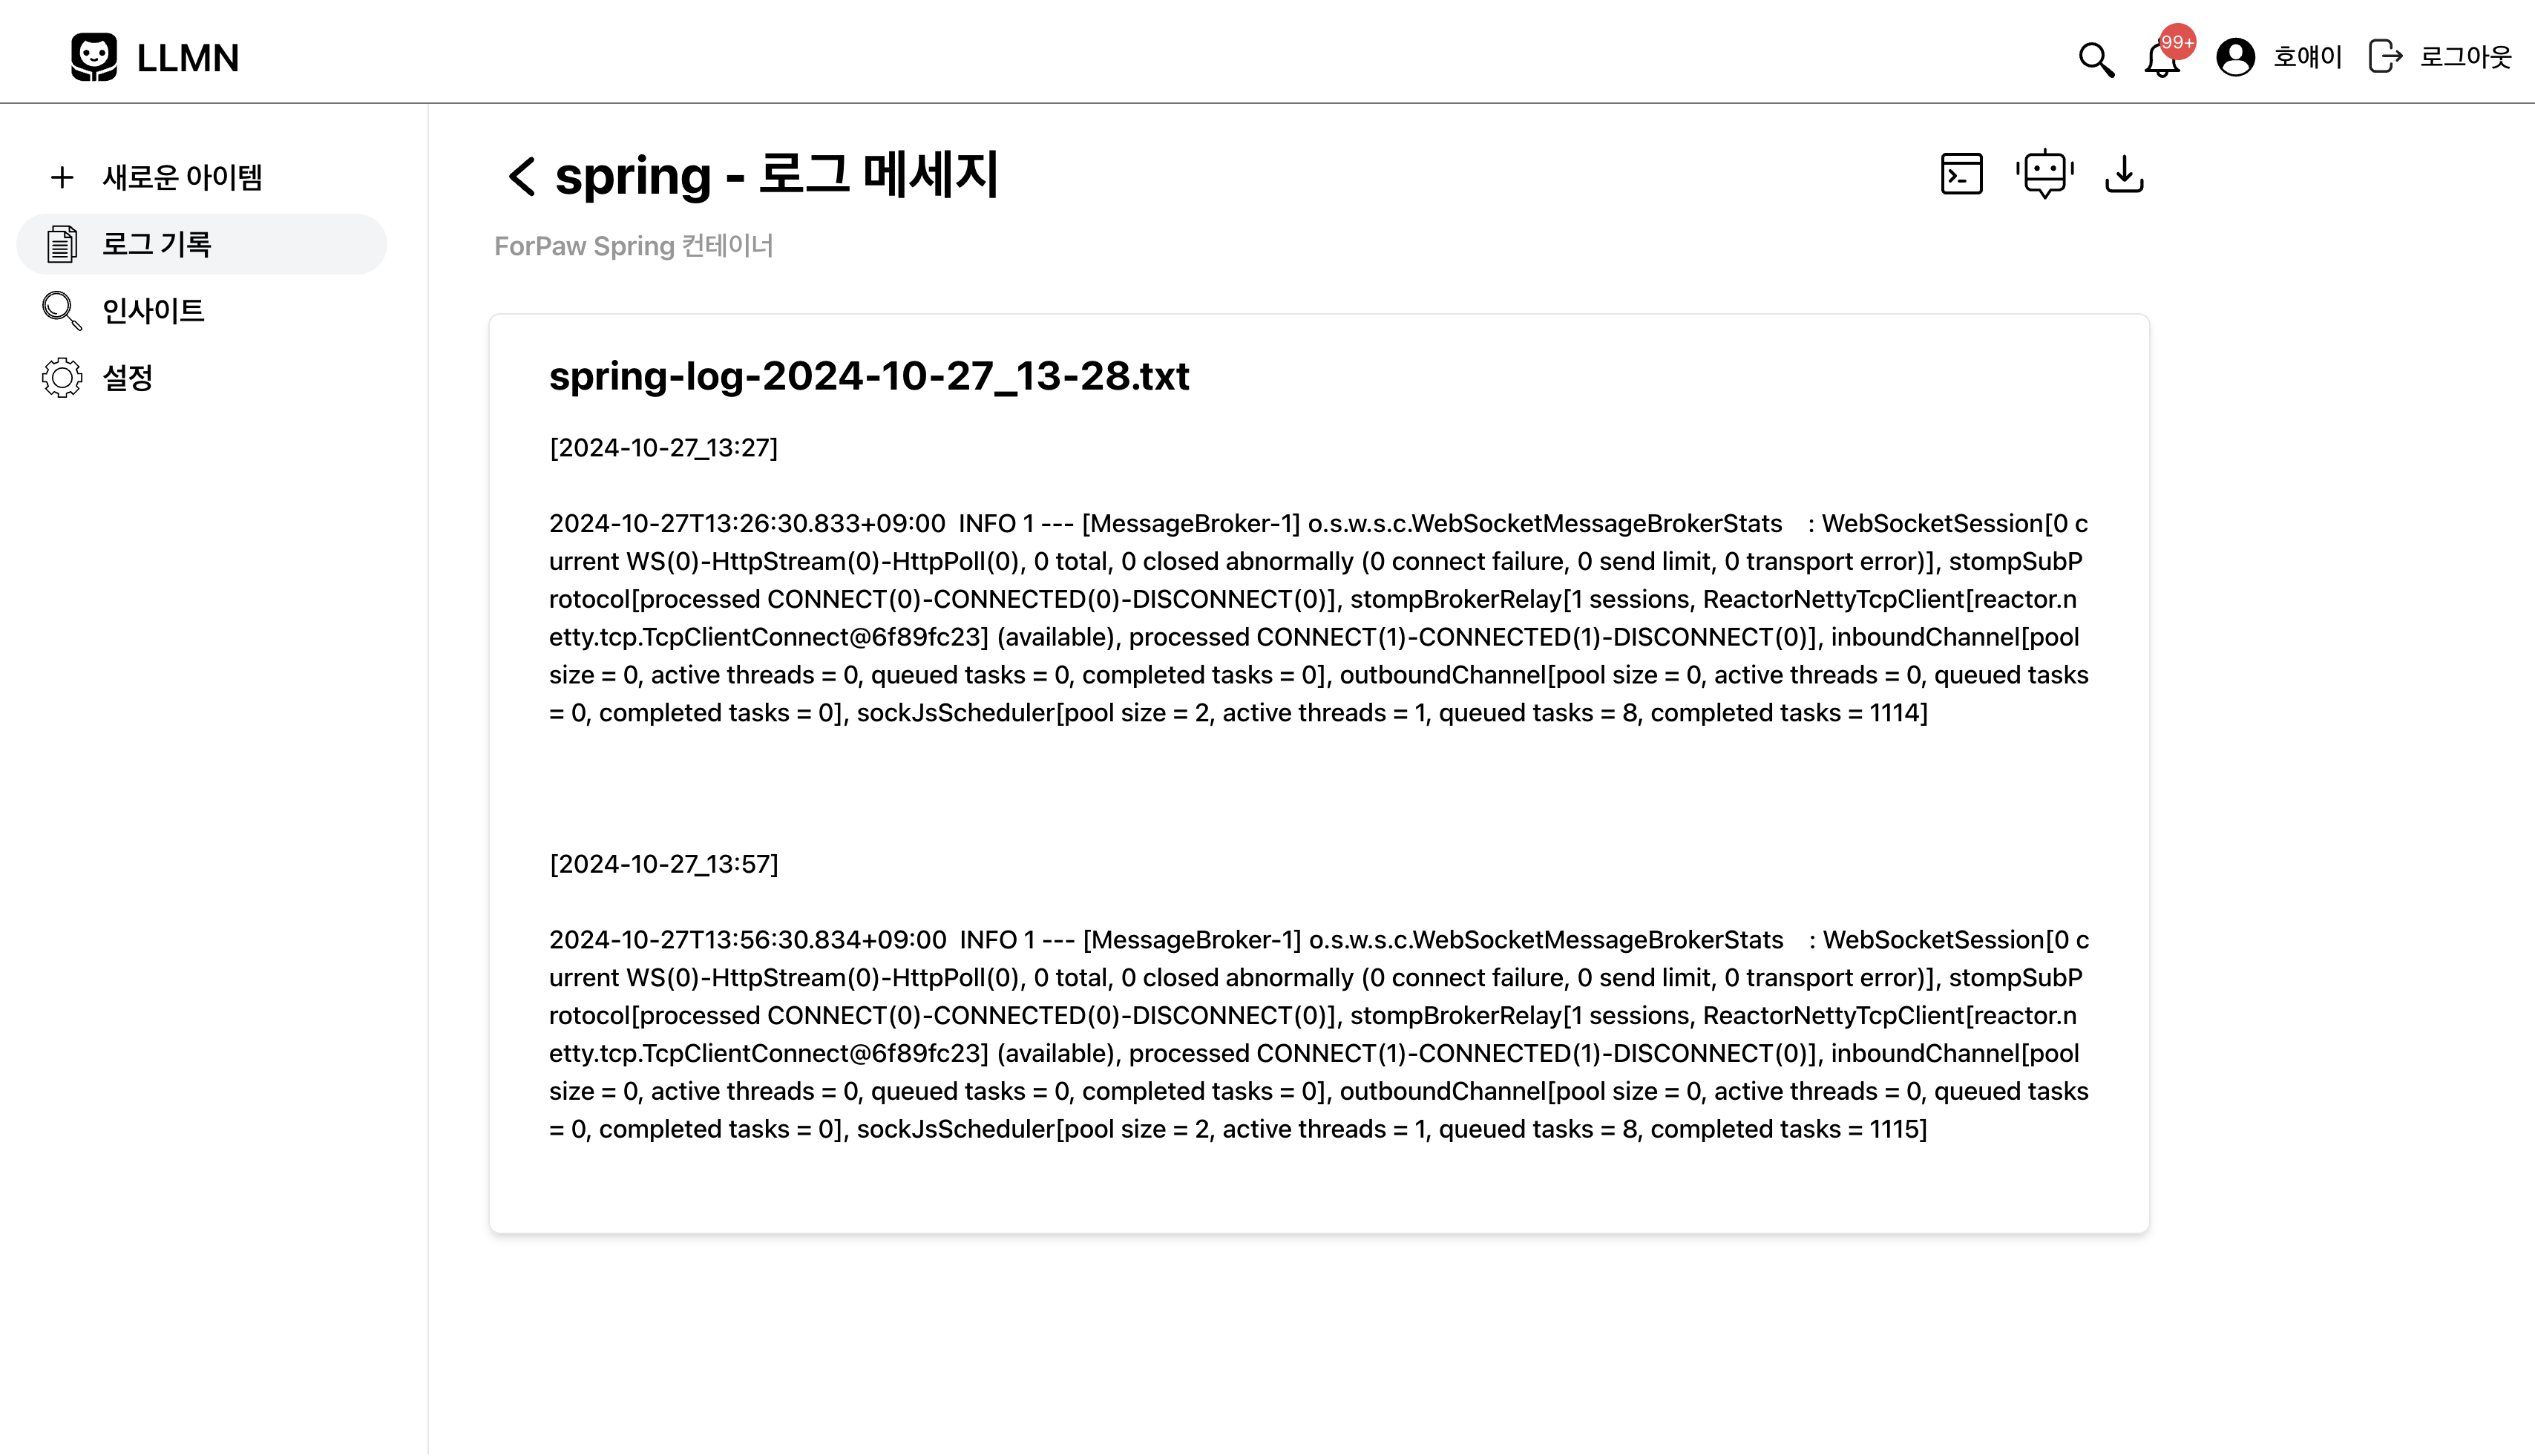 LLMN
99+
호얘이
로그아웃
새로운 아이템
로그 기록
인사이트
설정
spring - 로그 메세지
ForPaw Spring 컨테이너
spring-log-2024-10-27_13-28.txt
[2024-10-27_13:27]
2024-10-27T13:26:30.833+09:00  INFO 1 --- [MessageBroker-1] o.s.w.s.c.WebSocketMessageBrokerStats    : WebSocketSession[0 c
urrent WS(0)-HttpStream(0)-HttpPoll(0), 0 total, 0 closed abnormally (0 connect failure, 0 send limit, 0 transport error)], stompSubP
rotocol[processed CONNECT(0)-CONNECTED(0)-DISCONNECT(0)], stompBrokerRelay[1 sessions, ReactorNettyTcpClient[reactor.n
etty.tcp.TcpClientConnect@6f89fc23] (available), processed CONNECT(1)-CONNECTED(1)-DISCONNECT(0)], inboundChannel[pool
size = 0, active threads = 0, queued tasks = 0, completed tasks = 0], outboundChannel[pool size = 0, active threads = 0, queued tasks
= 0, completed tasks = 0], sockJsScheduler[pool size = 2, active threads = 1, queued tasks = 8, completed tasks = 1114]
[2024-10-27_13:57]
2024-10-27T13:56:30.834+09:00  INFO 1 --- [MessageBroker-1] o.s.w.s.c.WebSocketMessageBrokerStats    : WebSocketSession[0 c
urrent WS(0)-HttpStream(0)-HttpPoll(0), 0 total, 0 closed abnormally (0 connect failure, 0 send limit, 0 transport error)], stompSubP
rotocol[processed CONNECT(0)-CONNECTED(0)-DISCONNECT(0)], stompBrokerRelay[1 sessions, ReactorNettyTcpClient[reactor.n
etty.tcp.TcpClientConnect@6f89fc23] (available), processed CONNECT(1)-CONNECTED(1)-DISCONNECT(0)], inboundChannel[pool
size = 0, active threads = 0, queued tasks = 0, completed tasks = 0], outboundChannel[pool size = 0, active threads = 0, queued tasks
= 0, completed tasks = 0], sockJsScheduler[pool size = 2, active threads = 1, queued tasks = 8, completed tasks = 1115]